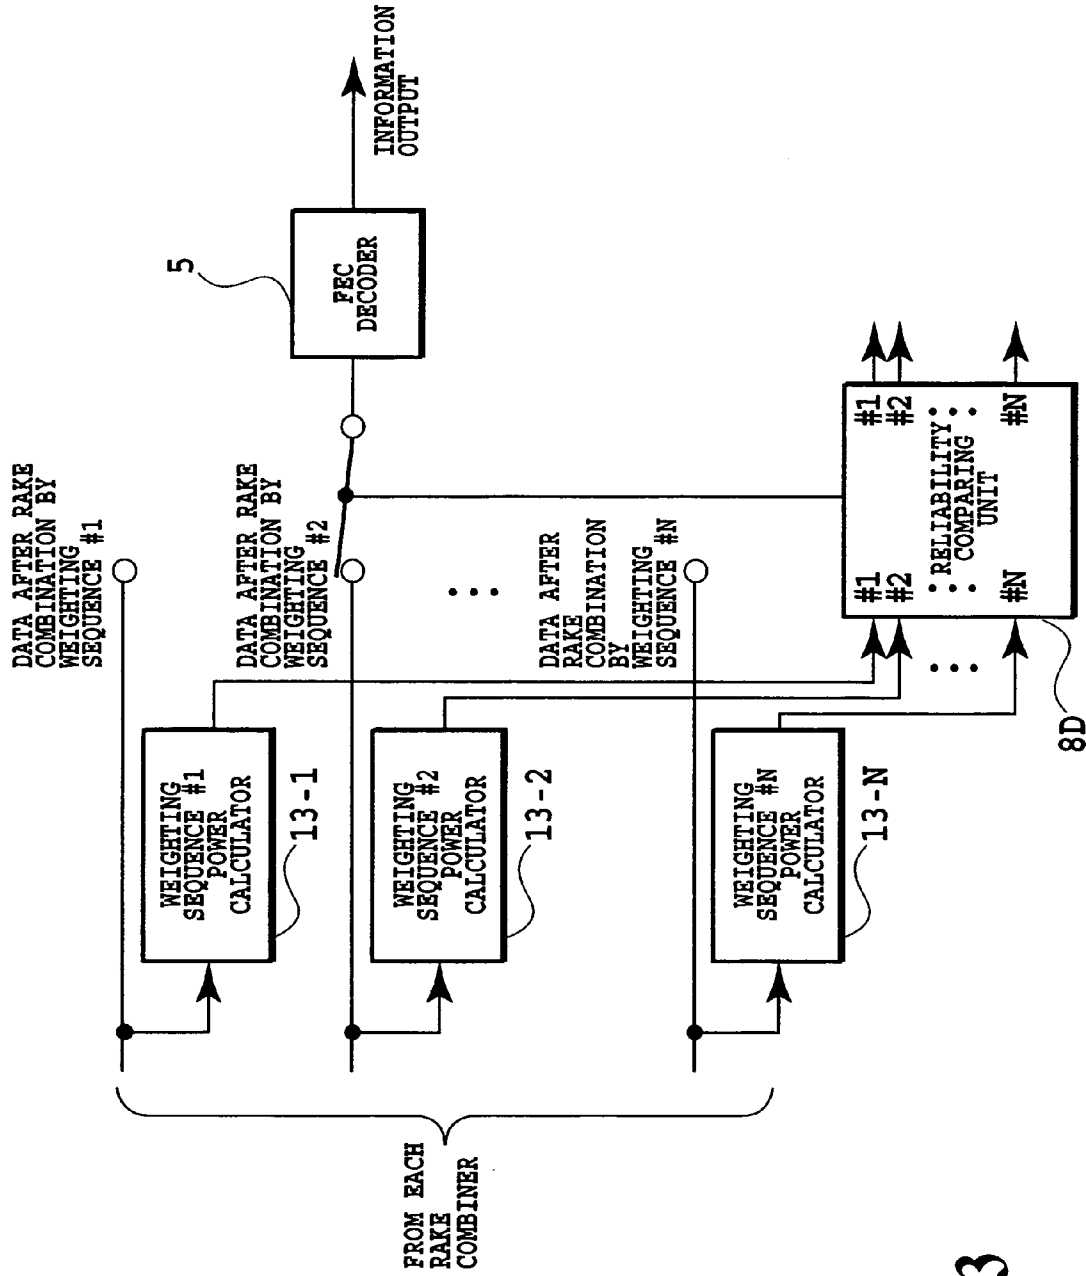 FROM EACH
RAKE
COMBINER
DATA AFTER RAKE
COMBINATION BY
WEIGHTING
SEQUENCE #1
WEIGHTING
SEQUENCE #1
POWER
CALCULATOR
13-1
DATA AFTER RAKE
COMBINATION BY
WEIGHTING
SEQUENCE #2
WEIGHTING
SEQUENCE #2
POWER
CALCULATOR
13-2
DATA AFTER
RAKE
COMBINATION
BY
WEIGHTING
SEQUENCE #N
WEIGHTING
SEQUENCE #N
POWER
CALCULATOR
13-N
5
FEC
DECODER
INFORMATION
OUTPUT
#1 #1
#2 #2
RELIABILITY
COMPARING
UNIT
#N #N
8D
3